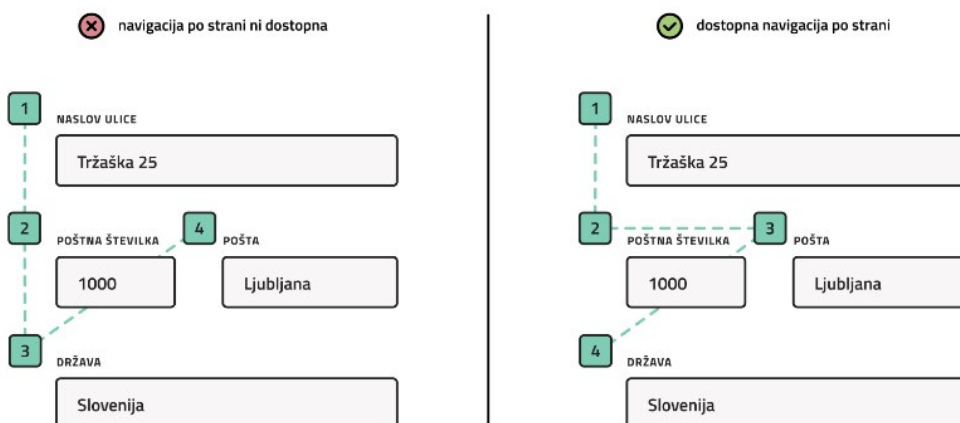 navigacija po strani ni dostopna
1
NASLOV ULICE
Tržaška 25
2
POŠTNA ŠTEVILKA
4
POŠTA
1000
Ljubljana
3
DRŽAVA
Slovenija
dostopna navigacija po strani
1
NASLOV ULICE
Tržaška 25
2
POŠTNA ŠTEVILKA
3
POŠTA
1000
Ljubljana
4
DRŽAVA
Slovenija